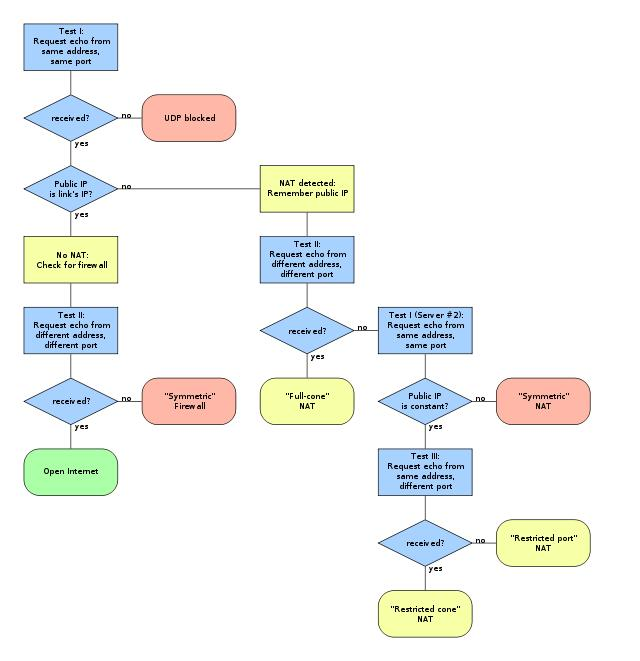 Test I:
Request echo from
same address,
same port
received?
no
UDP blocked
yes
Public IP
is link's IP?
no
NAT detected:
Remember public IP
yes
No NAT:
Check for firewall
Test II:
Request echo from
different address,
different port
Test II:
Request echo from
different address,
different port
received?
no
Test I (Server #2):
Request echo from
same address,
same port
yes
received?
no
"Symmetric"
Firewall
"Full-cone"
NAT
Public IP
is constant?
no
"Symmetric"
NAT
yes
yes
Open Internet
Test III:
Request echo from
same address,
different port
received?
no
"Restricted port"
NAT
yes
"Restricted cone"
NAT